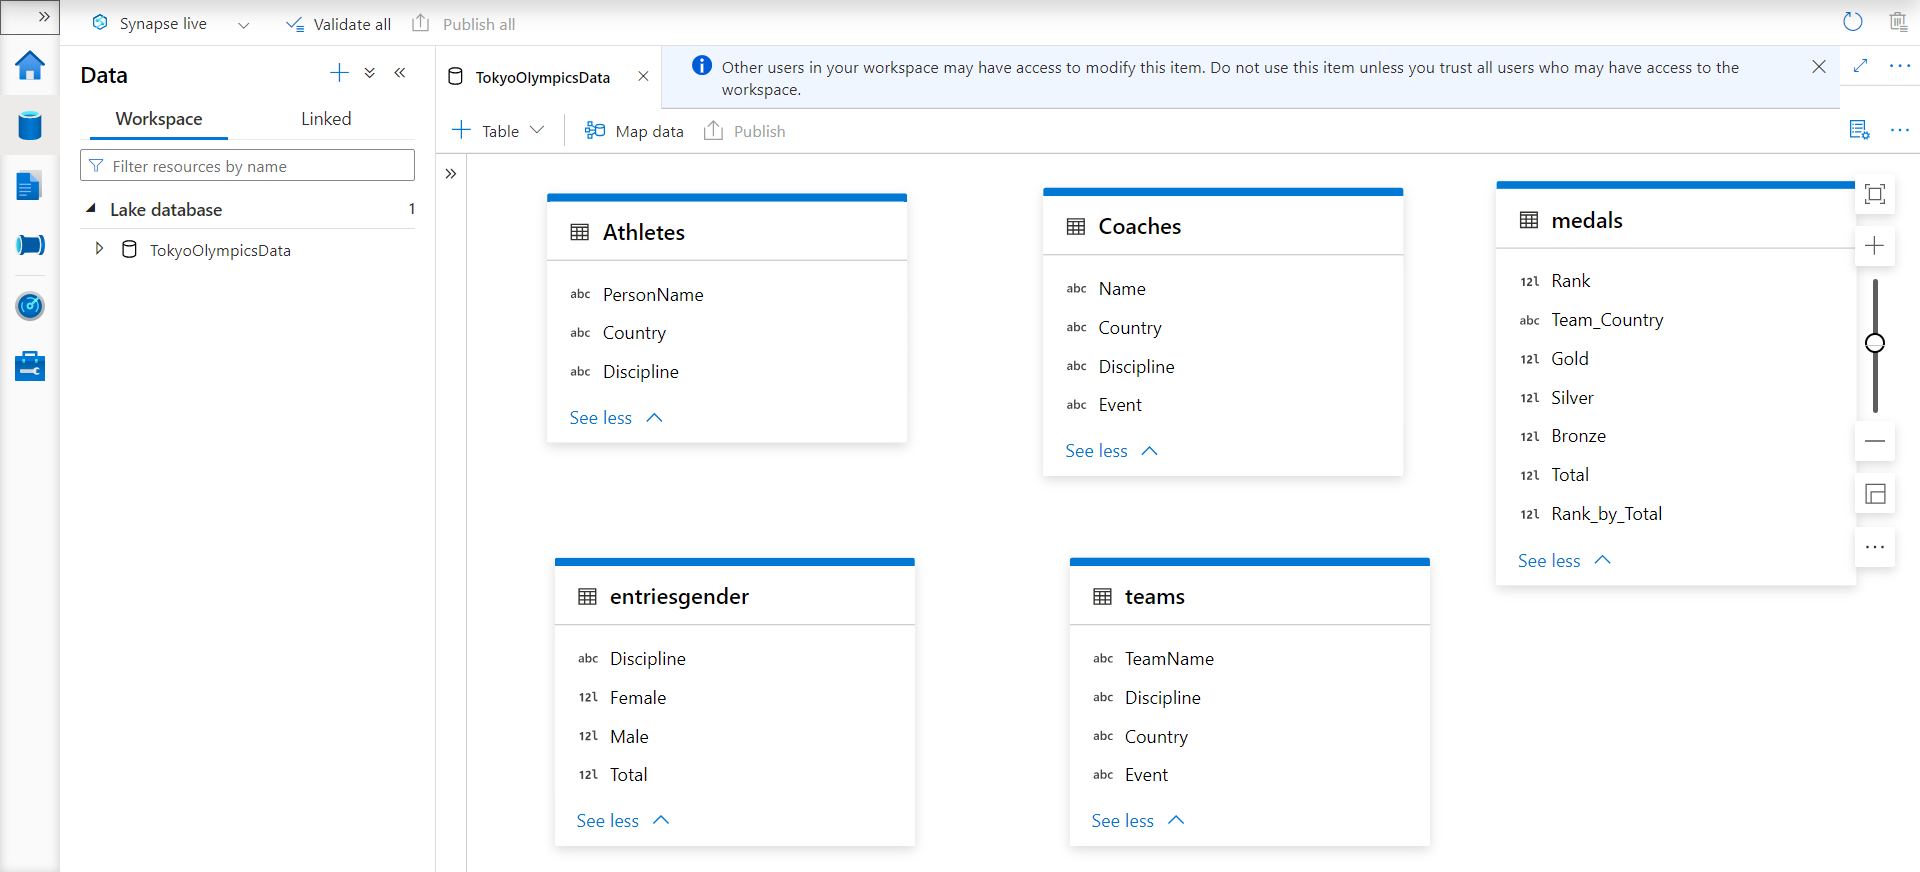 Synapse live
Validate all
Publish all
Data
Workspace
Linked
Filter resources by name
Lake database
1
TokyoOlympicsData
TokyoOlympicsData
Other users in your workspace may have access to modify this item. Do not use this item unless you trust all users who may have access to the
workspace.
Table
Map data
Publish
Athletes
abc PersonName
abc Country
abc Discipline
See less
Coaches
abc Name
abc Country
abc Discipline
abc Event
See less
medals
12l Rank
abc Team_Country
12l Gold
12l Silver
12l Bronze
12l Total
12l Rank_by_Total
See less
entriesgender
abc Discipline
12l Female
12l Male
12l Total
See less
teams
abc TeamName
abc Discipline
abc Country
abc Event
See less